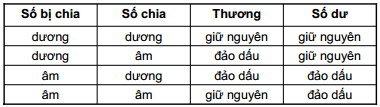 Số bị chia Số chia Thương Số dư
dương dương giữ nguyên giữ nguyên
dương âm đảo dấu giữ nguyên
âm dương đảo dấu đảo dấu
âm âm giữ nguyên đảo dấu